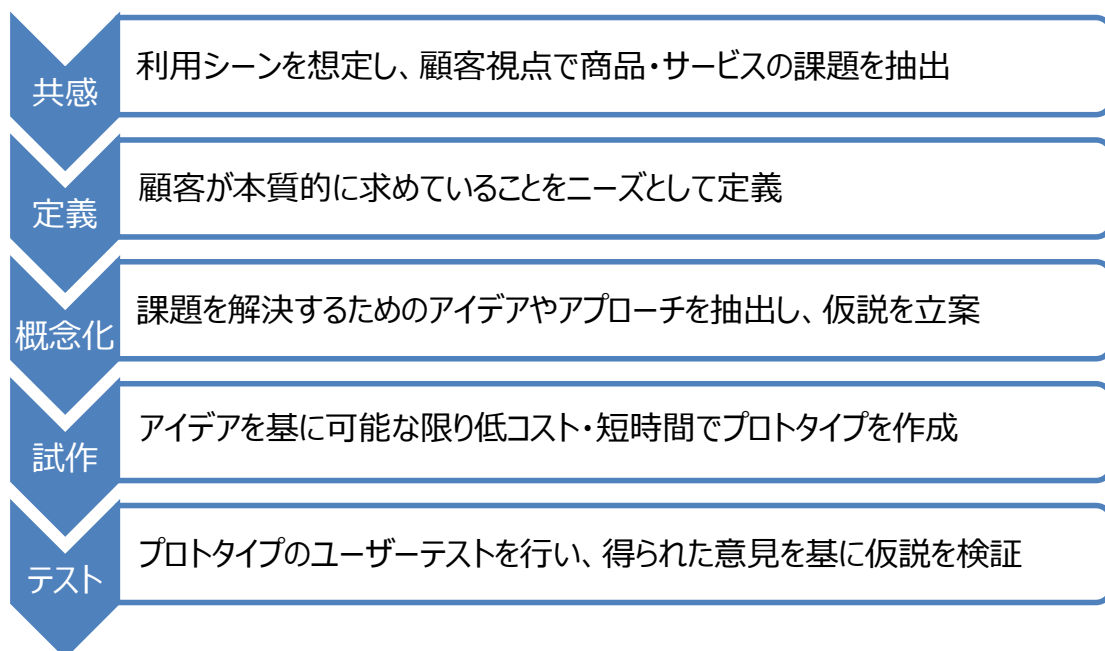 共感
利用シーンを想定し、顧客視点で商品・サービスの課題を抽出
定義
顧客が本質的に求めていることをニーズとして定義
概念化
課題を解決するためのアイデアやアプローチを抽出し、仮説を立案
試作
アイデアを基に可能な限り低コスト・短時間でプロトタイプを作成
テスト
プロトタイプのユーザーテストを行い、得られた意見を基に仮説を検証